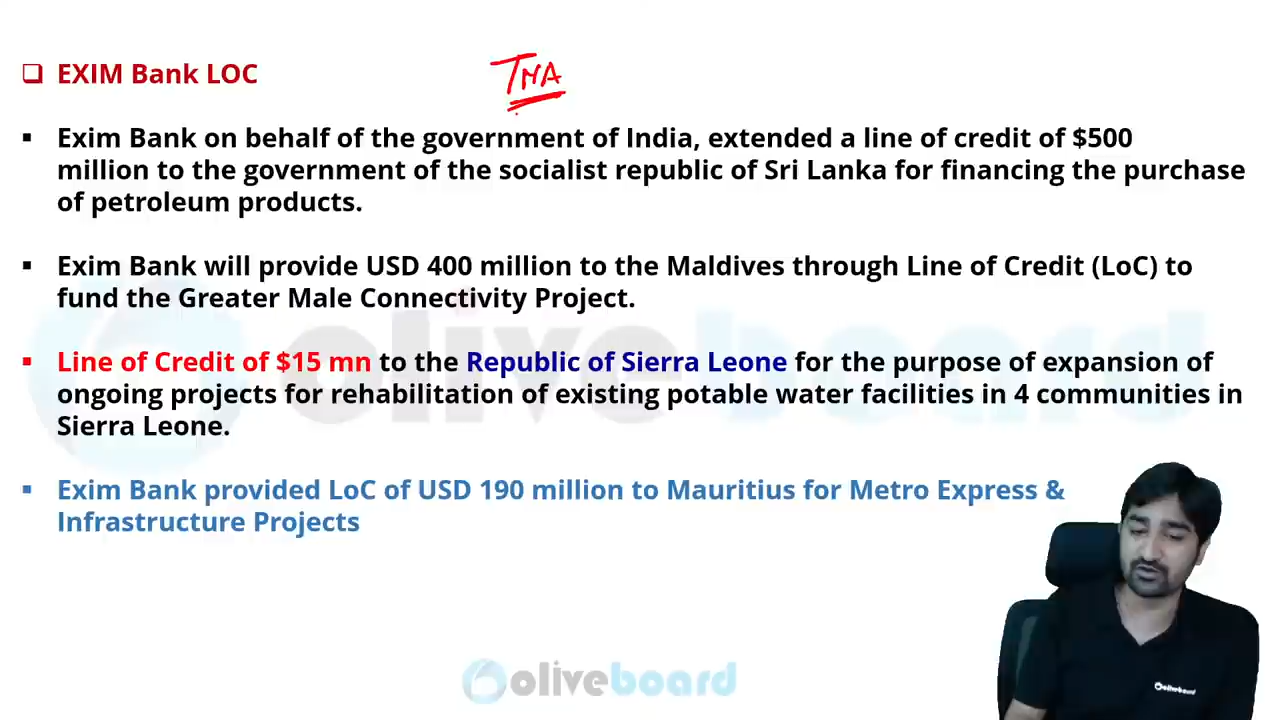 ❑ EXIM Bank LOC
TNA
▪ Exim Bank on behalf of the government of India, extended a line of credit of $500
million to the government of the socialist republic of Sri Lanka for financing the purchase
of petroleum products.
▪ Exim Bank will provide USD 400 million to the Maldives through Line of Credit (LoC) to
fund the Greater Male Connectivity Project.
▪ Line of Credit of $15 mn to the Republic of Sierra Leone for the purpose of expansion of
ongoing projects for rehabilitation of existing potable water facilities in 4 communities in
Sierra Leone.
▪ Exim Bank provided LoC of USD 190 million to Mauritius for Metro Express &
Infrastructure Projects
oliveboard
oliveboard
oliveboard